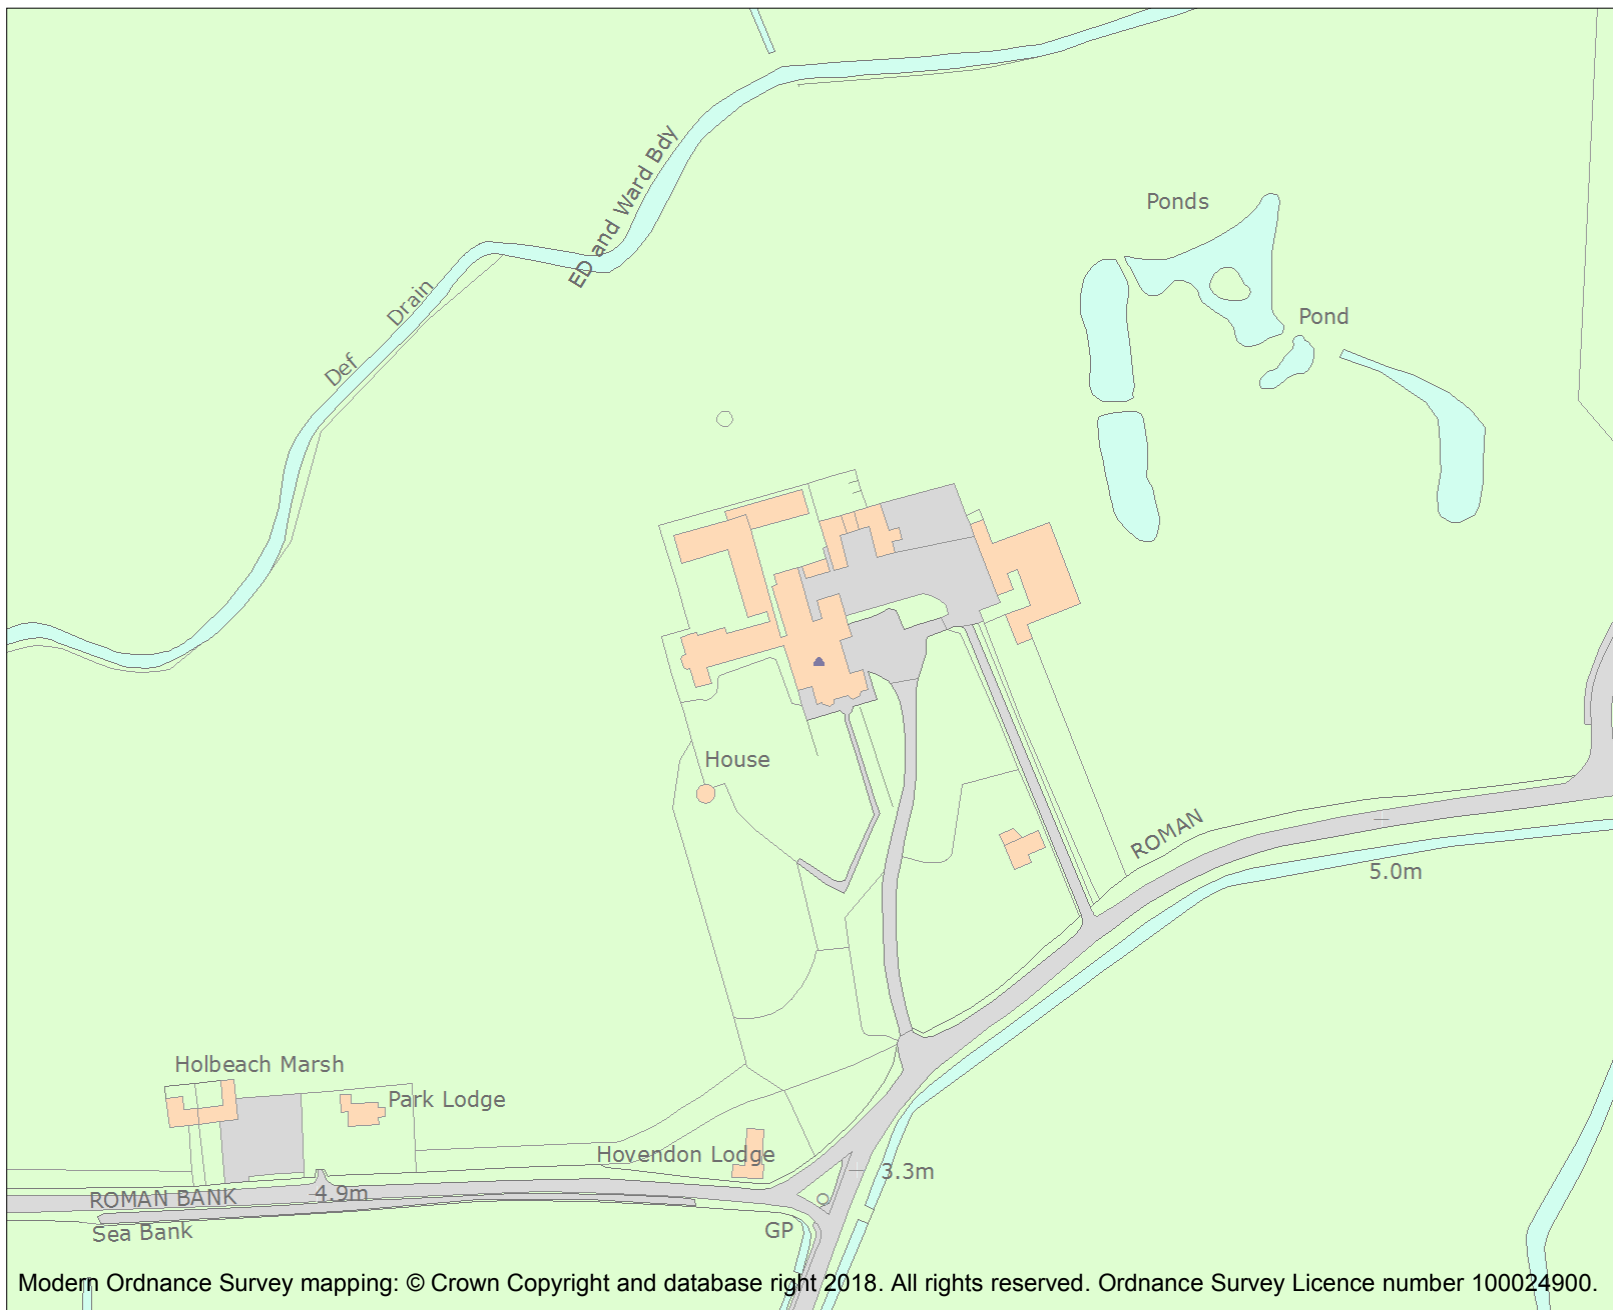 ED and Ward Bdy
Ponds
Def Drain
Pond
House
ROMAN
5.0m
Holbeach Marsh
Park Lodge
Hovendon Lodge
3.3m
ROMAN BANK
4.9m
Sea Bank
GP
Modern Ordnance Survey mapping: © Crown Copyright and database right 2018. All rights reserved. Ordnance Survey Licence number 100024900.